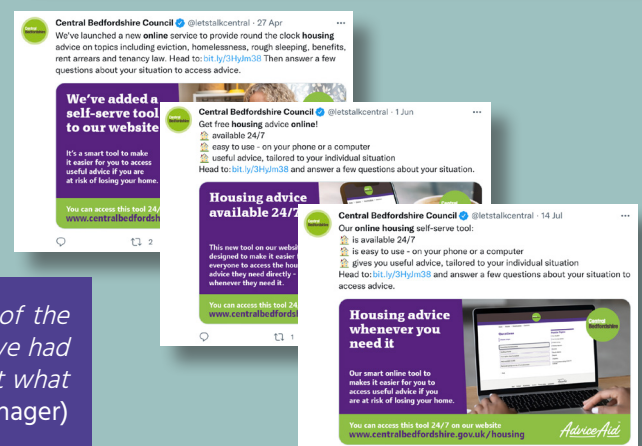 Central Bedfordshire Council @letstalkcentral · 27 Apr
We've launched a new online service to provide round the clock housing
advice on topics including eviction, homelessness, rough sleeping, benefits,
rent arrears and tenancy law. Head to: bit.ly/3HyJm38 Then answer a few
questions about your situation to access advice.
We've added a
self-serve tool
to our website
It's a smart tool to make
it easier for you to access
useful advice if you are
at risk of losing your home.
You can access this tool 24/
www.centralbedfordsh
2
Central Bedfordshire Council @letstalkcentral · 1 Jun
Get free housing advice online!
available 24/7
easy to use - on your phone or a computer
useful advice, tailored to your individual situation
Head to: bit.ly/3HyJm38 and answer a few questions about your situation.
Housing advice
available 24/7
This new tool on our websi
designed to make it easier f
everyone to access the hou
advice they need directly -
whenever they need it.
You can access this tool 24
www.centralbedfords
1
Central Bedfordshire Council @letstalkcentral · 14 Jul
Our online housing self-serve tool:
is available 24/7
is easy to use - on your phone or a computer
gives you useful advice, tailored to your individual situation
Head to: bit.ly/3HyJm38 and answer a few questions about your situation to
access advice.
Central
Bedfordshire
Housing advice
whenever you
need it
Our smart online tool to
makes it easier for you to
access useful advice if you
are at risk of losing your home.
You can access this tool 24/7 on our website
www.centralbedfordshire.gov.uk/housing
AdviceAid
of the
ve had
t what
nager)